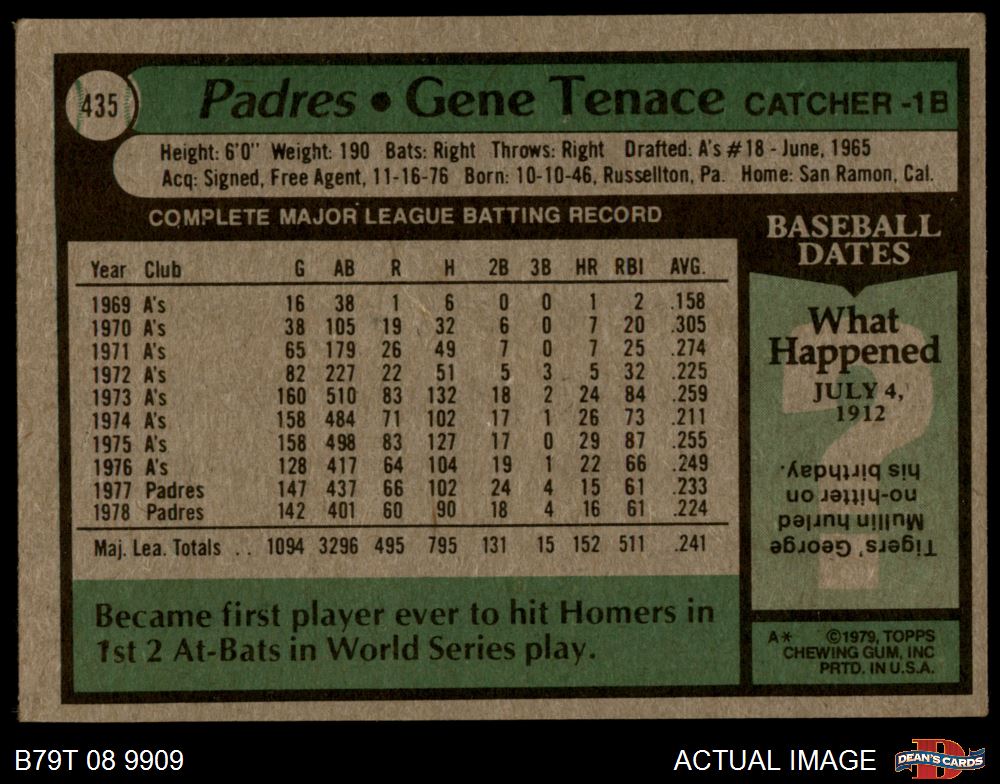 435
Padres • Gene Tenace CATCHER -1B
Height: 6'0" Weight: 190 Bats: Right Throws: Right Drafted: A's #18 - June, 1965
Acq: Signed, Free Agent, 11-16-76 Born: 10-10-46, Russellton, Pa. Home: San Ramon, Cal.
COMPLETE MAJOR LEAGUE BATTING RECORD
Year Club G AB R H 2B 3B HR RBI AVG.
1969 A's 16 38 1 6 0 0 1 2 .158
1970 A's 38 105 19 32 6 0 7 20 .305
1971 A's 65 179 26 49 7 0 7 25 .274
1972 A's 82 227 22 51 5 3 5 32 .225
1973 A's 160 510 83 132 18 2 24 84 .259
1974 A's 158 484 71 102 17 1 26 73 .211
1975 A's 158 498 83 127 17 0 29 87 .255
1976 A's 128 417 64 104 19 1 22 66 .249
1977 Padres 147 437 66 102 24 4 15 61 .233
1978 Padres 142 401 60 90 18 4 16 61 .224
Maj. Lea. Totals . . 1094 3296 495 795 131 15 152 511 .241
Became first player ever to hit Homers in
1st 2 At-Bats in World Series play.
BASEBALL
DATES
What
Happened
JULY 4,
1912
Tigers' George
Mullin hurled
no-hitter on
his birthday.
A* ©1979, TOPPS
CHEWING GUM, INC
PRTD. IN U.S.A.
B79T 08 9909
ACTUAL IMAGE
D
DEAN'S CARDS